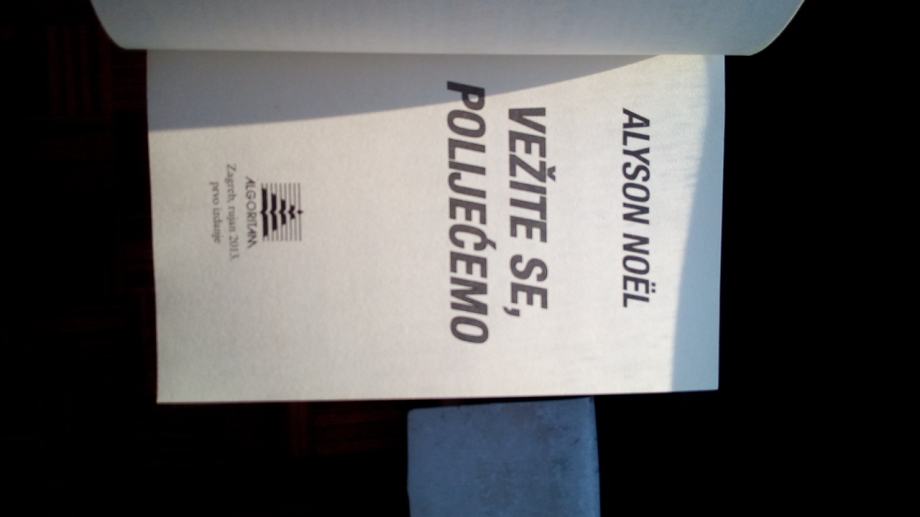 ALYSON NOËL
VEŽITE SE,
POLIJEĆEMO
ALGORITAM
Zagreb, rujan 2013.
prvo izdanje